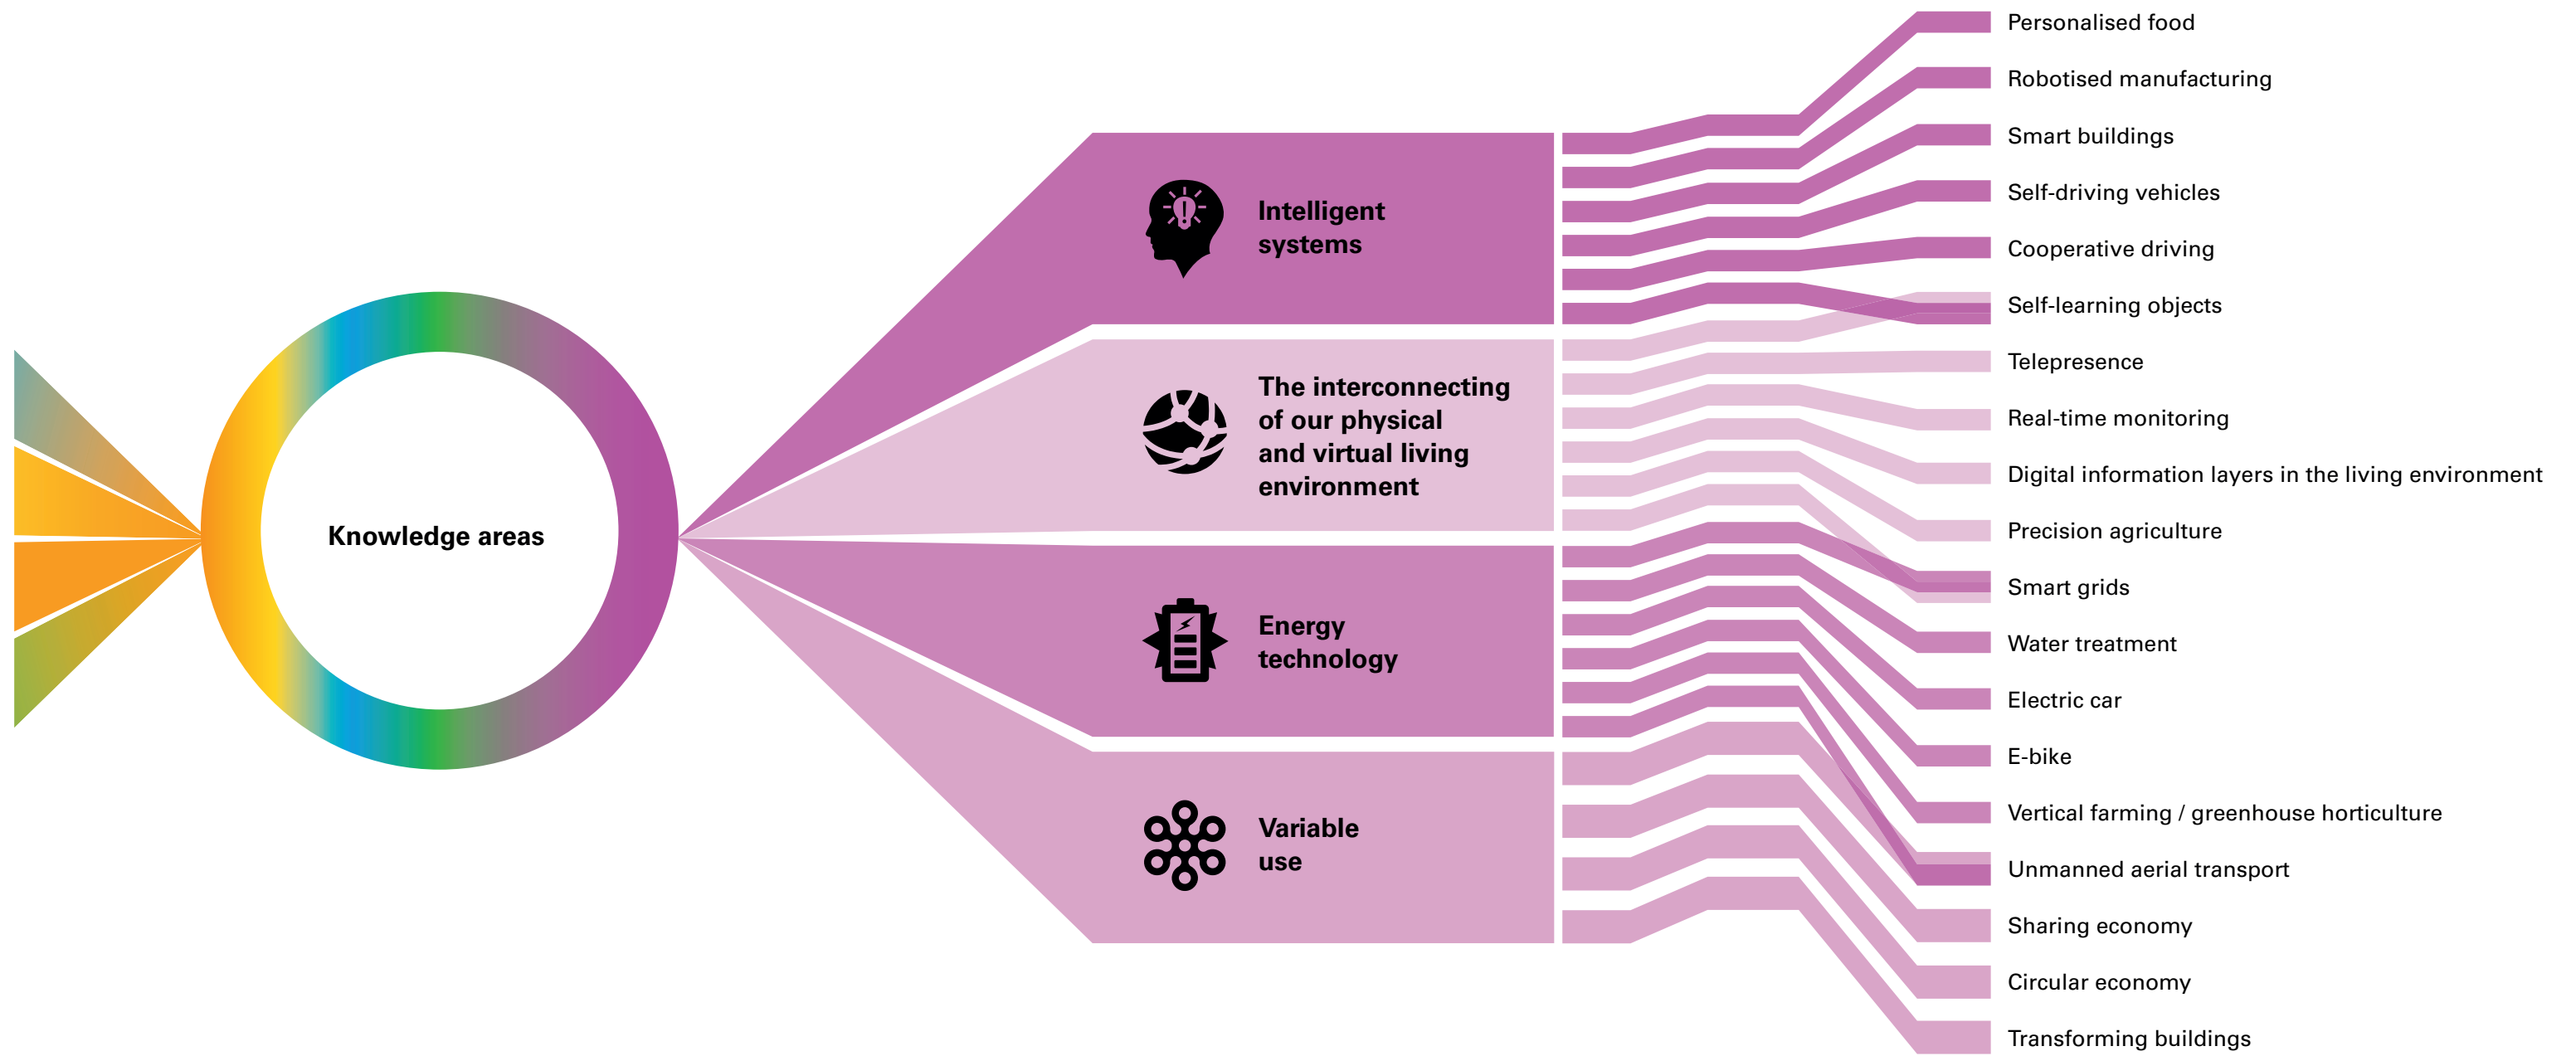 Knowledge areas
Intelligent
systems
The interconnecting
of our physical
and virtual living
environment
Energy
technology
Variable
use
Personalised food
Robotised manufacturing
Smart buildings
Self-driving vehicles
Cooperative driving
Self-learning objects
Telepresence
Real-time monitoring
Digital information layers in the living environment
Precision agriculture
Smart grids
Water treatment
Electric car
E-bike
Vertical farming / greenhouse horticulture
Unmanned aerial transport
Sharing economy
Circular economy
Transforming buildings